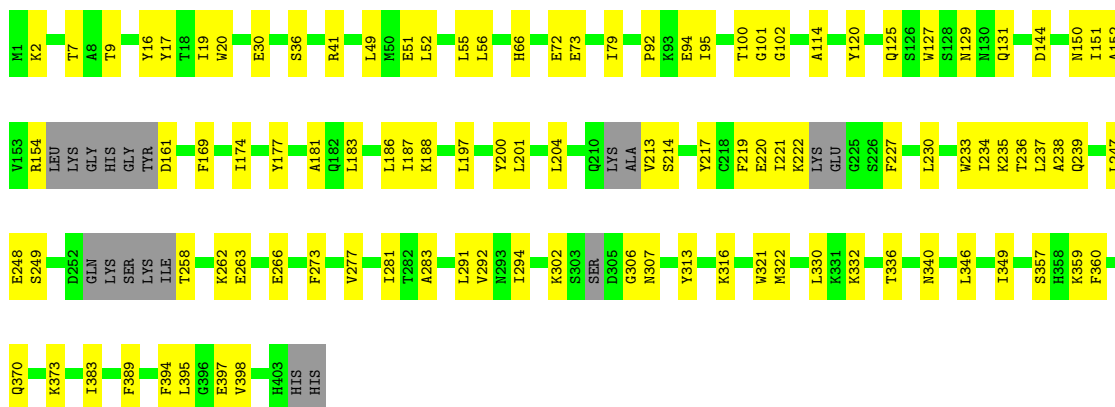 M1 K2 T7 A8 T9 Y16 Y17 T18 I19 W20 E30 S36 R41 L49 M50 E51 L52 L55 L56 H66 E72 E73 I79 P92 K93 E94 I95 T100 G101 G102 A114 Y120 Q125 S126 W127 S128 N129 N130 Q131 D144 N150 I151 A152
V153 R154 LEU LYS GLY HIS GLY TYR D161 F169 I174 Y177 A181 Q182 L183 L186 I187 K188 L197 Y200 L201 L204 Q210 LYS ALA V213 S214 Y217 C218 F219 E220 I221 K222 LYS GLU G225 S226 F227 L230 W233 I234 K235 T236 L237 A238 Q239
E248 S249 D252 GLN LYS SER LYS ILE T258 K262 E263 E266 F273 V277 I281 T282 A283 L291 V292 N293 I294 K302 S303 SER D305 G306 N307 Y313 K316 W321 M322 L330 K331 K332 T336 N340 L346 I349 S357 H358 K359 F360
Q370 K373 I383 F389 F394 L395 G396 E397 V398 H403 HIS HIS